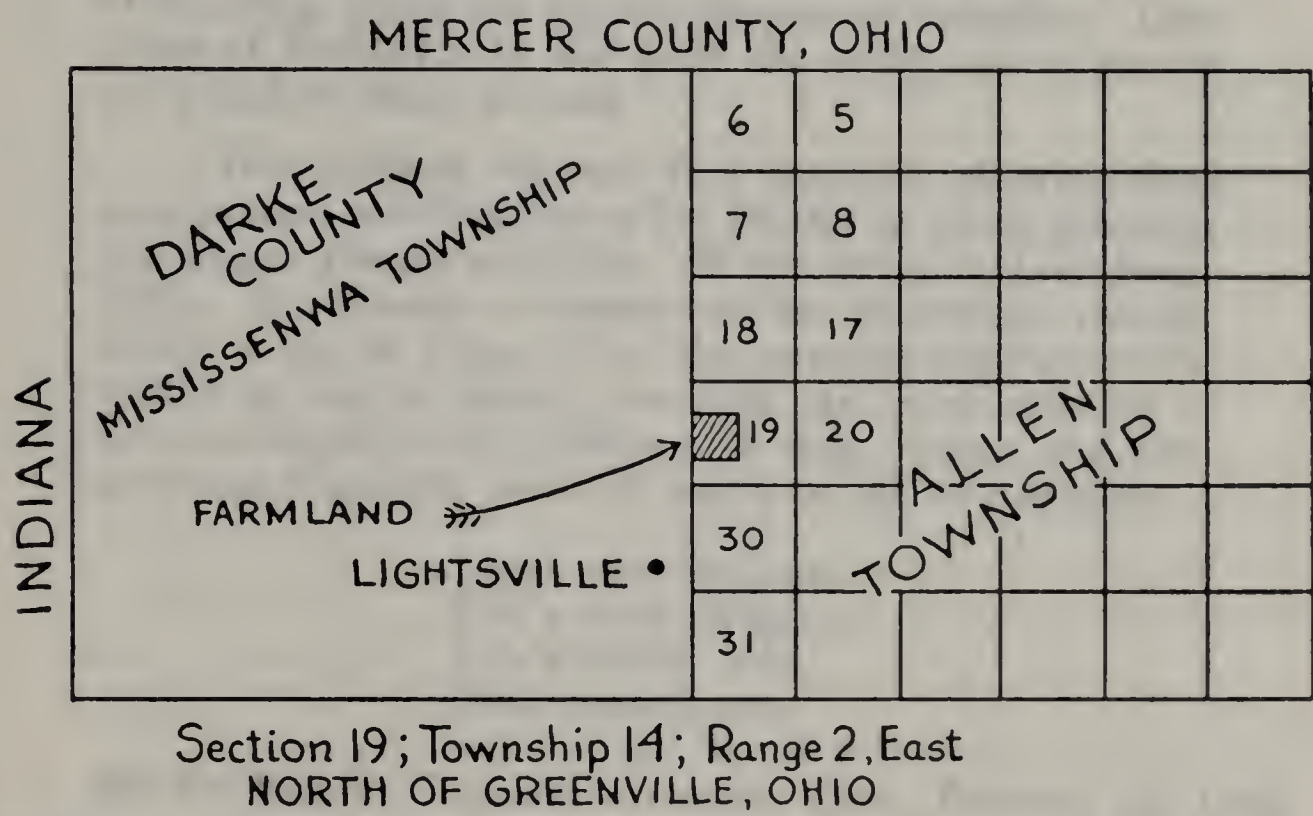 MERCER COUNTY, OHIO
INDIANA
DARKE
COUNTY
MISSISSENWA TOWNSHIP
FARMLAND
LIGHTSVILLE
6 5
7 8
18 17
19 20
30
31
ALLEN
TOWNSHIP
Section 19; Township 14; Range 2, East
NORTH OF GREENVILLE, OHIO